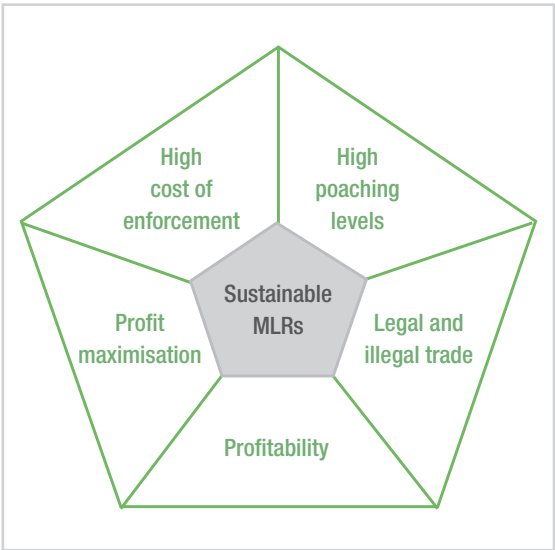 High
cost of
enforcement
High
poaching
levels
Sustainable
MLRs
Profit
maximisation
Legal and
illegal trade
Profitability